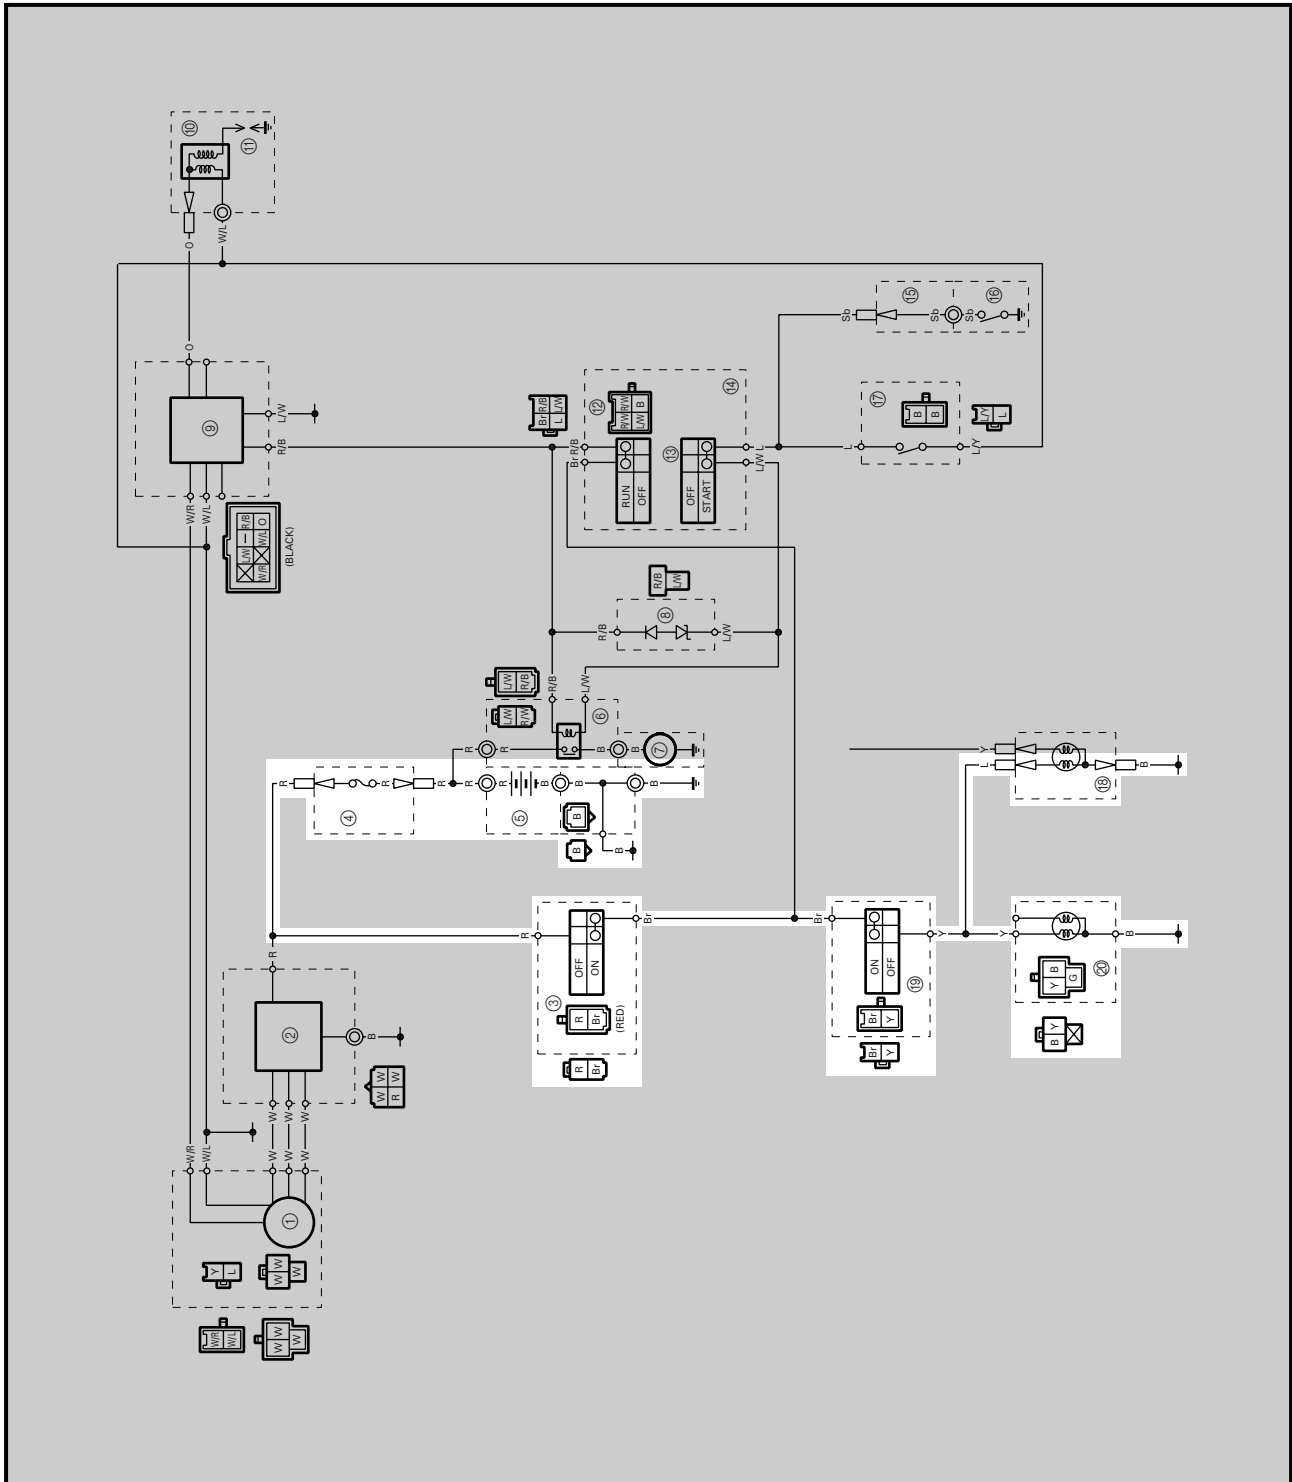 ⑩
⑪
O
W/L
⑮
⑯
Sb
Sb
Sb
O
⑨
L/W
R/B
W/R
W/L
R/B
L/W
W/R
O
W/L
(BLACK)
Br R/B
L L/W
⑫
R/W R/W
L/W B
⑭
⑬
Br
R/B
RUN
OFF
OFF
START
L
L/W
⑰
B
B
L/Y
L
L
L/Y
R/B
L/W
⑧
R/B
L/W
L/W
R/B
L/W
R/W
R/B
L/W
⑥
R
R
B
B
⑦
R
R
R
R
B
B
B
④
⑤
B
B
B
Y
L
⑱
B
R
OFF
ON
Br
③
R
Br
(RED)
R
Br
Br
ON
OFF
Y
⑲
Br
Y
Br
Y
Y
B
⑳
Y B
G
B Y
R
②
B
W W
W R
W
W
W
W/R
W/L
W
W
W
①
Y
L
W W
W
W/R
W/L
W W
W